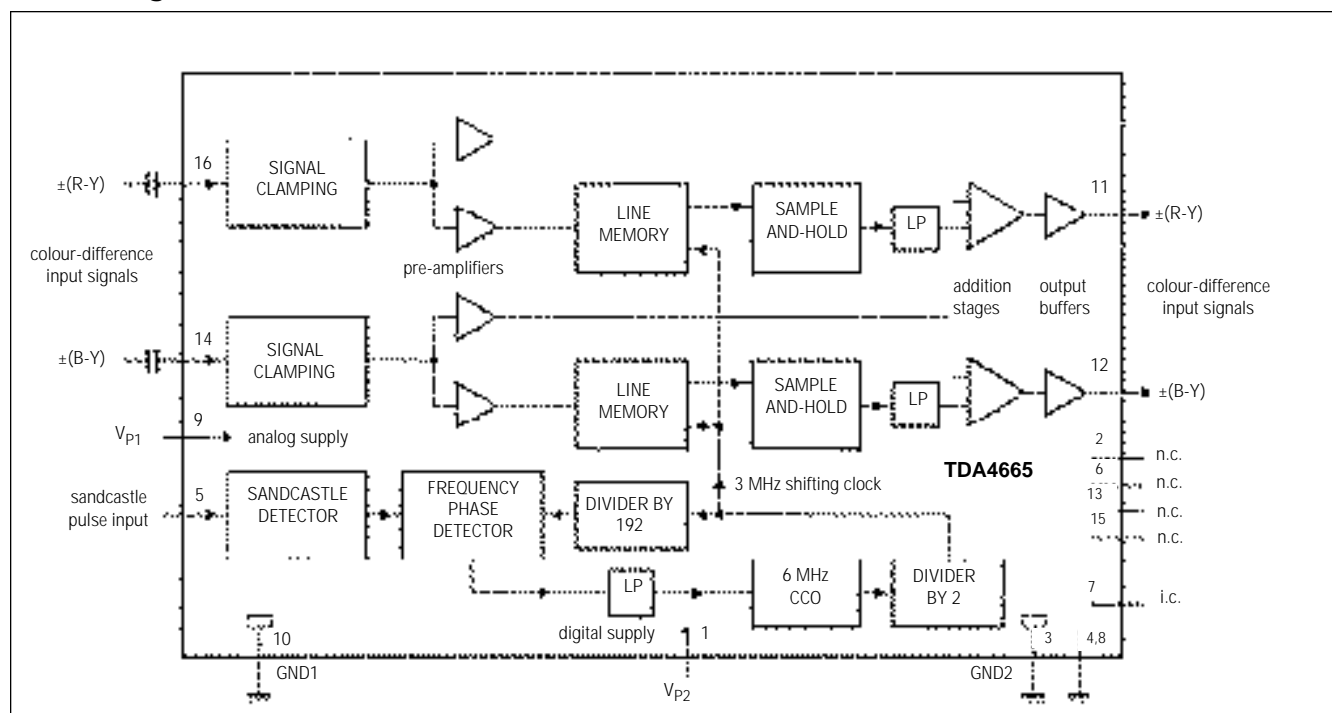 16
±(R-Y)
SIGNAL
CLAMPING
LINE
MEMORY
SAMPLE
AND-HOLD
LP
11
±(R-Y)
colour-difference
input signals
pre-amplifiers
addition
stages
output
buffers
colour-difference
input signals
14
±(B-Y)
SIGNAL
CLAMPING
LINE
MEMORY
SAMPLE
AND-HOLD
LP
12
±(B-Y)
9
VP1
analog supply
2
n.c.
TDA4665
6
n.c.
13
n.c.
15
n.c.
sandcastle
pulse input
5
SANDCASTLE
DETECTOR
FREQUENCY
PHASE
DETECTOR
DIVIDER BY
192
3 MHz shifting clock
LP
6 MHz
CCO
DIVIDER
BY 2
7
i.c.
digital supply
1
10
GND1
VP2
GND2
3
4,8